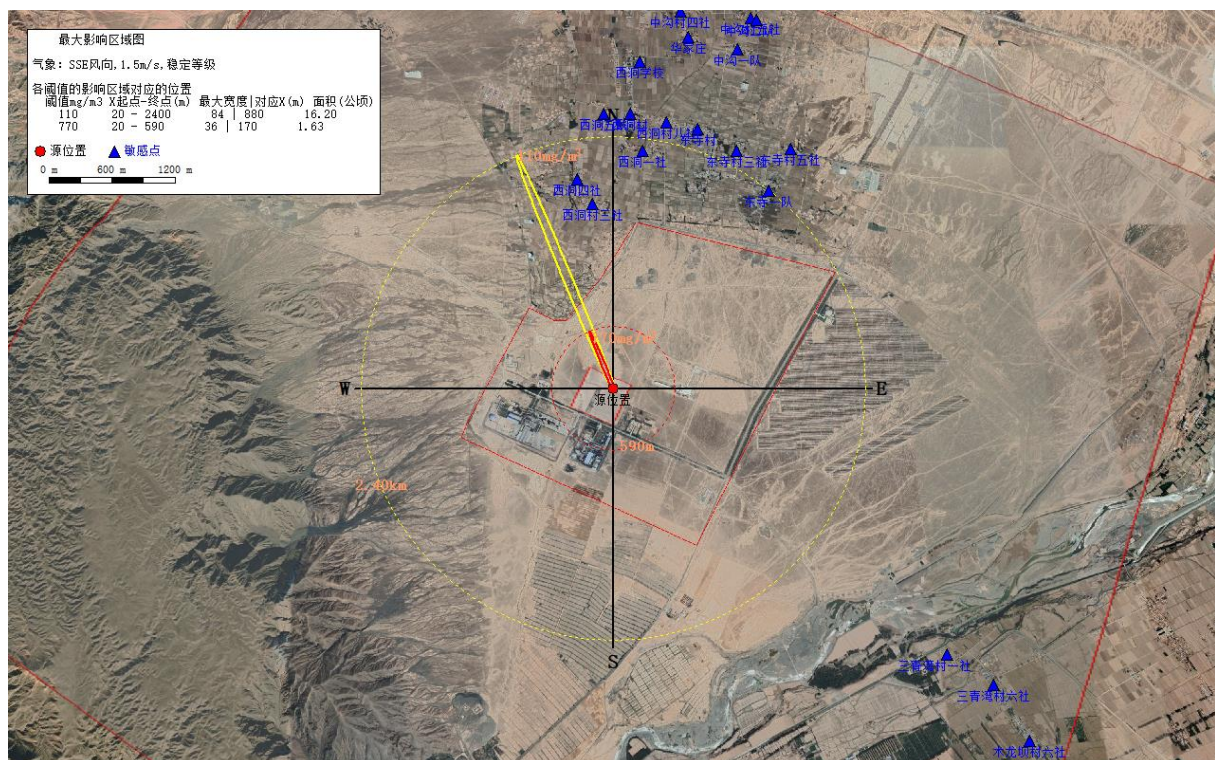 最大影响区域图
气象: SSE风向,1.5m/s,稳定等级
各阈值的影响区域对应的位置
阈值mg/m3 X起点-终点(m) 最大宽度|对应X(m) 面积(公顷)
110 20 - 2400 84 | 880 16.20
770 20 - 590 36 | 170 1.63
源位置 敏感点
0 m 600 m 1200 m
中沟村四社
华家庄
中沟一队
西洞学校
N
西洞村
东寺村
西洞一社
东寺村三社
东寺村五社
110mg/m³
西洞四社
西洞村三社
东寺一队
770mg/m³
W
E
源位置
590m
2.40km
S
三青湾村一社
三青湾村六社
木龙坝村六社